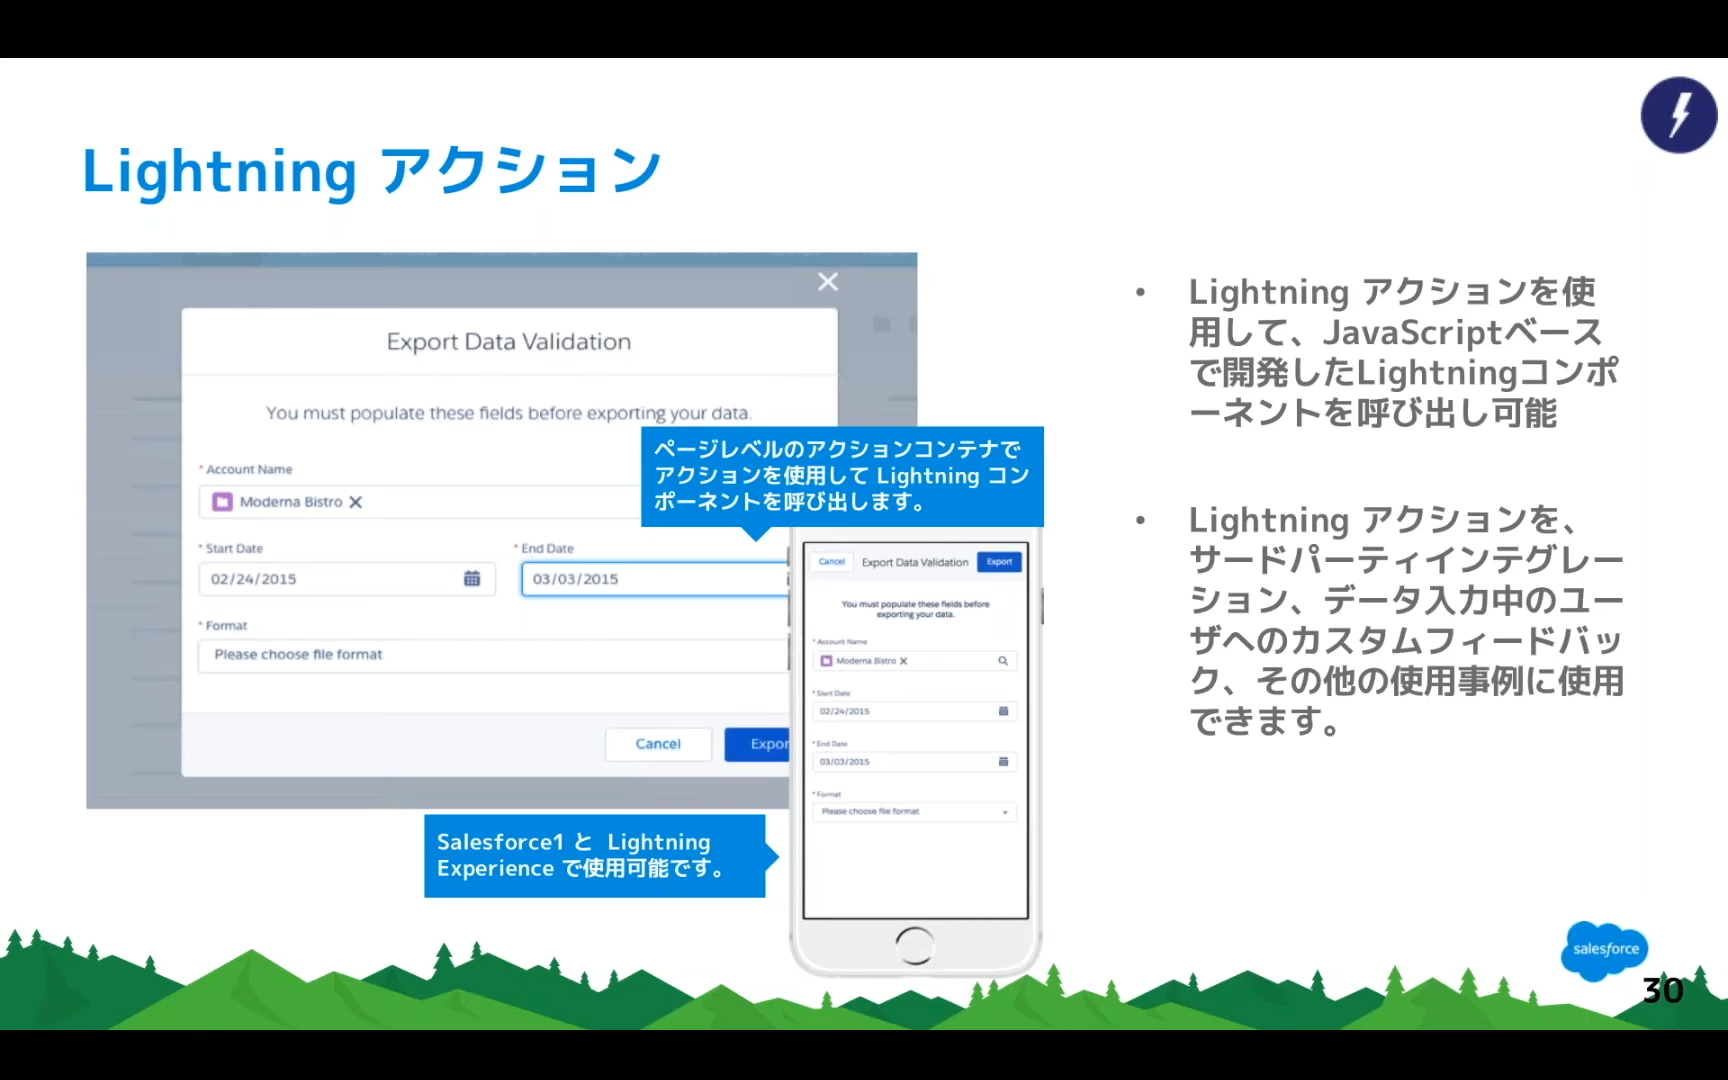 Lightning アクション
Export Data Validation
You must populate these fields before exporting your data.
* Account Name
Moderna Bistro
* Start Date
* End Date
02/24/2015
03/03/2015
* Format
Please choose file format
Cancel
Expor
ページレベルのアクションコンテナで
アクションを使用して Lightning コン
ポーネントを呼び出します。
Cancel
Export Data Validation
Export
You must populate these fields before
exporting your data.
* Account Name
Moderna Bistro
* Start Date
02/24/2015
* End Date
03/03/2015
* Format
Please choose file format
Salesforce1 と Lightning
Experience で使用可能です。
• Lightning アクションを使
用して、JavaScriptベース
で開発したLightningコンポ
ーネントを呼び出し可能
• Lightning アクションを、
サードパーティインテグレー
ション、データ入力中のユー
ザへのカスタムフィードバッ
ク、その他の使用事例に使用
できます。
salesforce
30